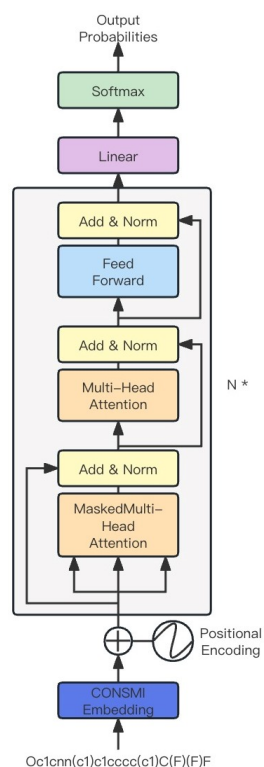 Output
Probabilities
Softmax
Linear
Add & Norm
Feed
Forward
Add & Norm
Multi-Head
Attention
N *
Add & Norm
MaskedMulti-
Head
Attention
Positional
Encoding
CONSMI
Embedding
Oc1cnn(c1)c1cccc(c1)C(F)(F)F